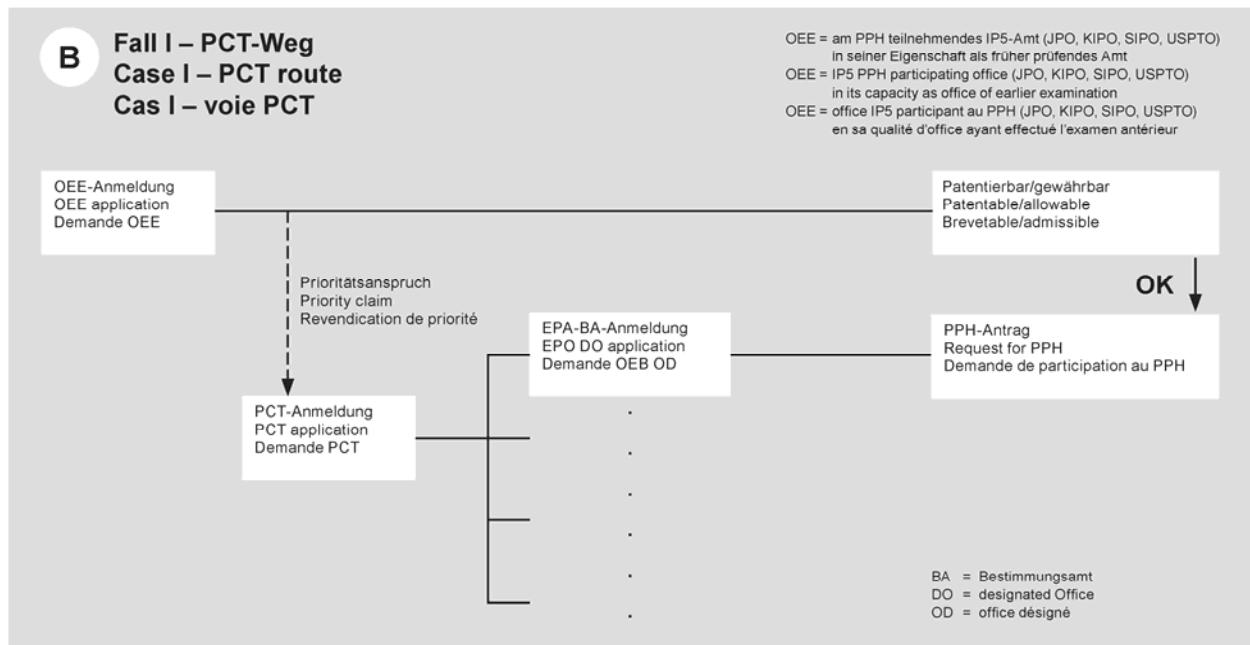 B
Fall I – PCT-Weg
Case I – PCT route
Cas I – voie PCT
OEE = am PPH teilnehmendes IP5-Amt (JPO, KIPO, SIPO, USPTO)
in seiner Eigenschaft als früher prüfendes Amt
OEE = IP5 PPH participating office (JPO, KIPO, SIPO, USPTO)
in its capacity as office of earlier examination
OEE = office IP5 participant au PPH (JPO, KIPO, SIPO, USPTO)
en sa qualité d'office ayant effectué l'examen antérieur
OEE-Anmeldung
OEE application
Demande OEE
Patentierbar/gewährbar
Patentable/allowable
Brevetable/admissible
Prioritätsanspruch
Priority claim
Revendication de priorité
OK
EPA-BA-Anmeldung
EPO DO application
Demande OEB OD
PPH-Antrag
Request for PPH
Demande de participation au PPH
PCT-Anmeldung
PCT application
Demande PCT
BA = Bestimmungsamt
DO = designated Office
OD = office désigné